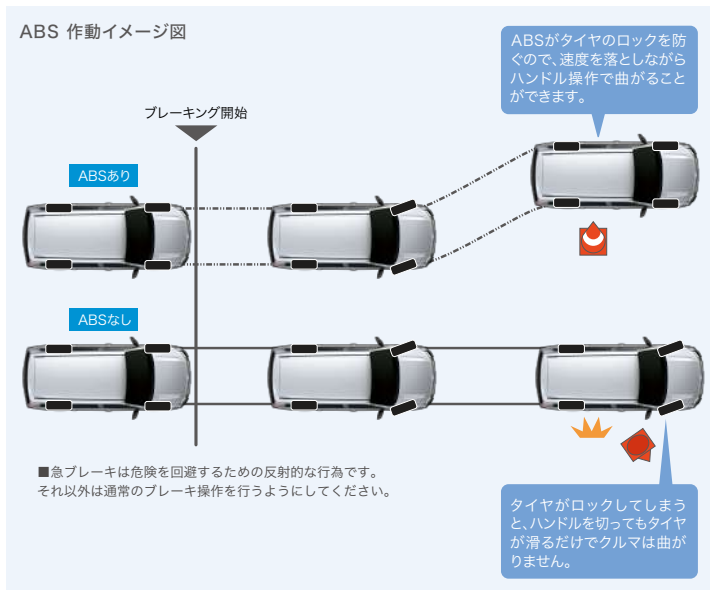 ABS 作動イメージ図
ABSがタイヤのロックを防
ぐので、速度を落としながら
ハンドル操作で曲がること
ができます。
ブレーキング開始
ABSあり
ABSなし
■急ブレーキは危険を回避するための反射的な行為です。
それ以外は通常のブレーキ操作を行うようにしてください。
タイヤがロックしてしまう
と、ハンドルを切ってもタイヤ
が滑るだけでクルマは曲が
りません。